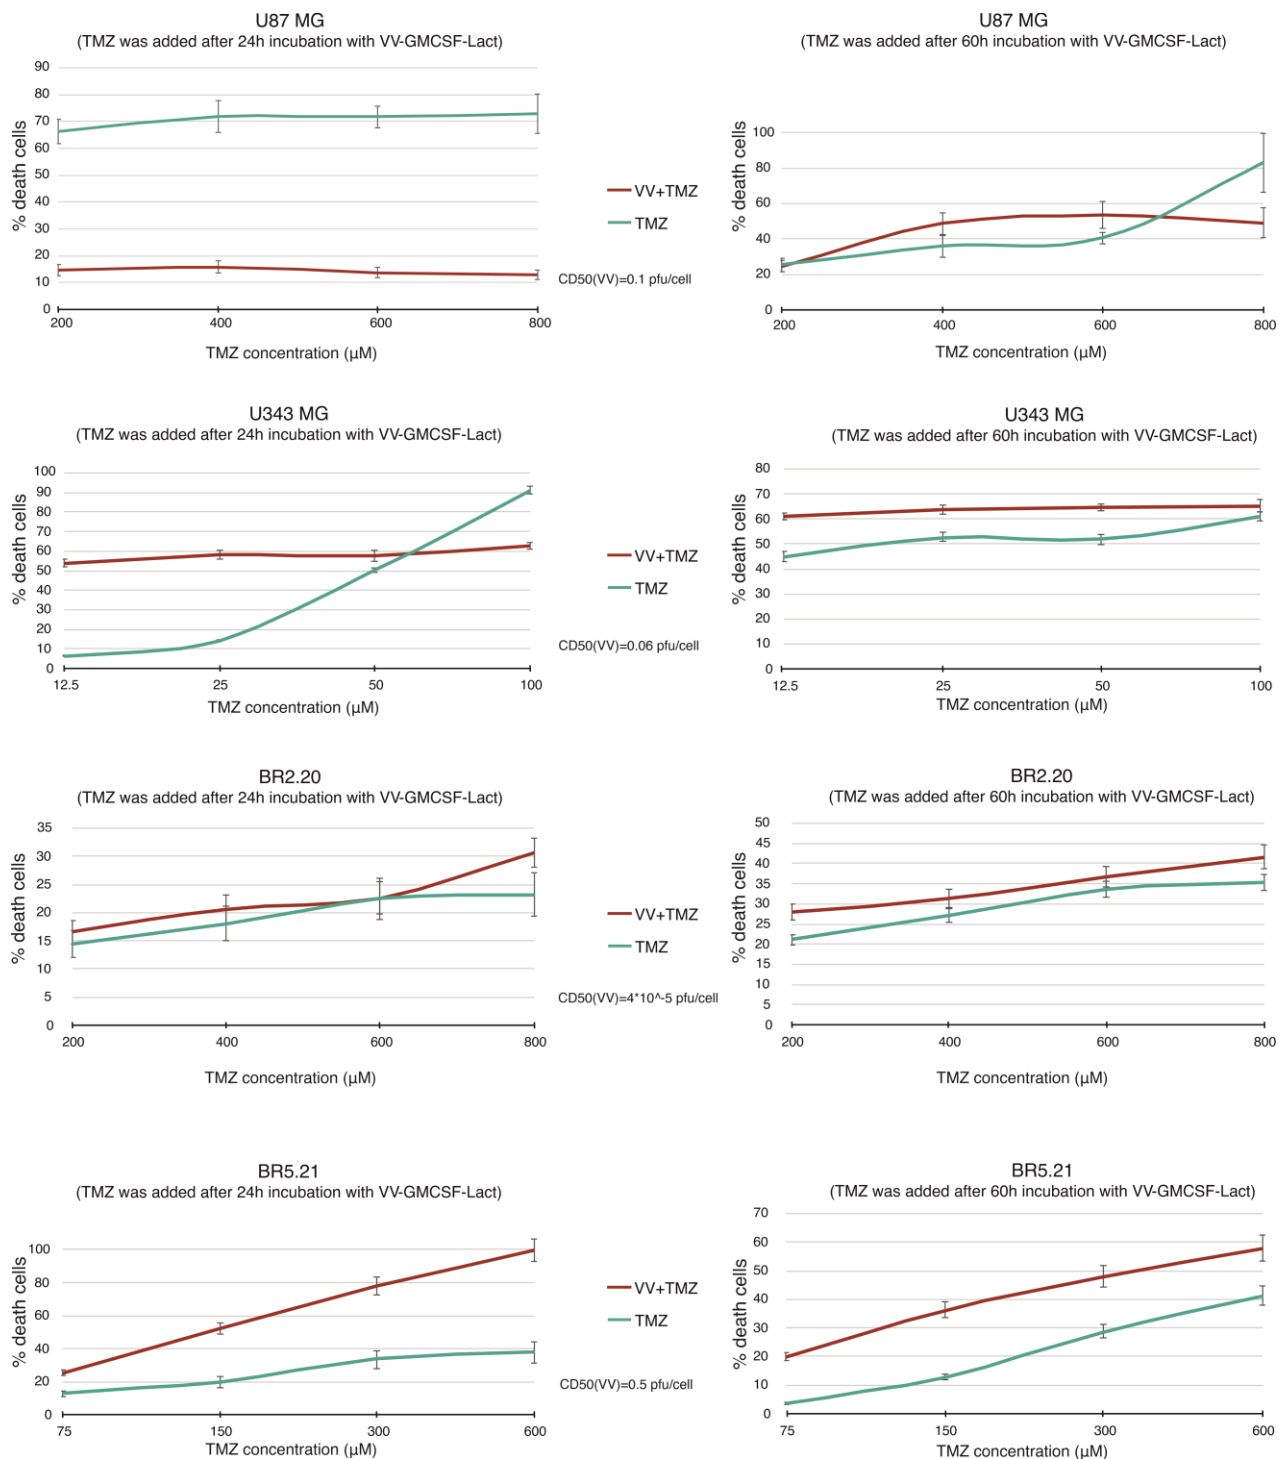 U87 MG
(TMZ was added after 24h incubation with VV-GMCSF-Lact)
90
80
70
60
50
40
30
20
10
0
% death cells
200 400 600 800
TMZ concentration (µM)
VV+TMZ
TMZ
CD50(VV)=0.1 pfu/cell
U87 MG
(TMZ was added after 60h incubation with VV-GMCSF-Lact)
100
80
60
40
20
0
% death cells
200 400 600 800
TMZ concentration (µM)
U343 MG
(TMZ was added after 24h incubation with VV-GMCSF-Lact)
100
90
80
70
60
50
40
30
20
10
0
% death cells
12.5 25 50 100
TMZ concentration (µM)
VV+TMZ
TMZ
CD50(VV)=0.06 pfu/cell
U343 MG
(TMZ was added after 60h incubation with VV-GMCSF-Lact)
80
70
60
50
40
30
20
10
0
% death cells
12.5 25 50 100
TMZ concentration (µM)
BR2.20
(TMZ was added after 24h incubation with VV-GMCSF-Lact)
35
30
25
20
15
10
5
0
% death cells
200 400 600 800
TMZ concentration (µM)
VV+TMZ
TMZ
CD50(VV)=4*10^-5 pfu/cell
BR2.20
(TMZ was added after 60h incubation with VV-GMCSF-Lact)
50
45
40
35
30
25
20
15
10
5
0
% death cells
200 400 600 800
TMZ concentration (µM)
BR5.21
(TMZ was added after 24h incubation with VV-GMCSF-Lact)
100
80
60
40
20
0
% death cells
75 150 300 600
TMZ concentration (µM)
VV+TMZ
TMZ
CD50(VV)=0.5 pfu/cell
BR5.21
(TMZ was added after 60h incubation with VV-GMCSF-Lact)
70
60
50
40
30
20
10
0
% death cells
75 150 300 600
TMZ concentration (µM)